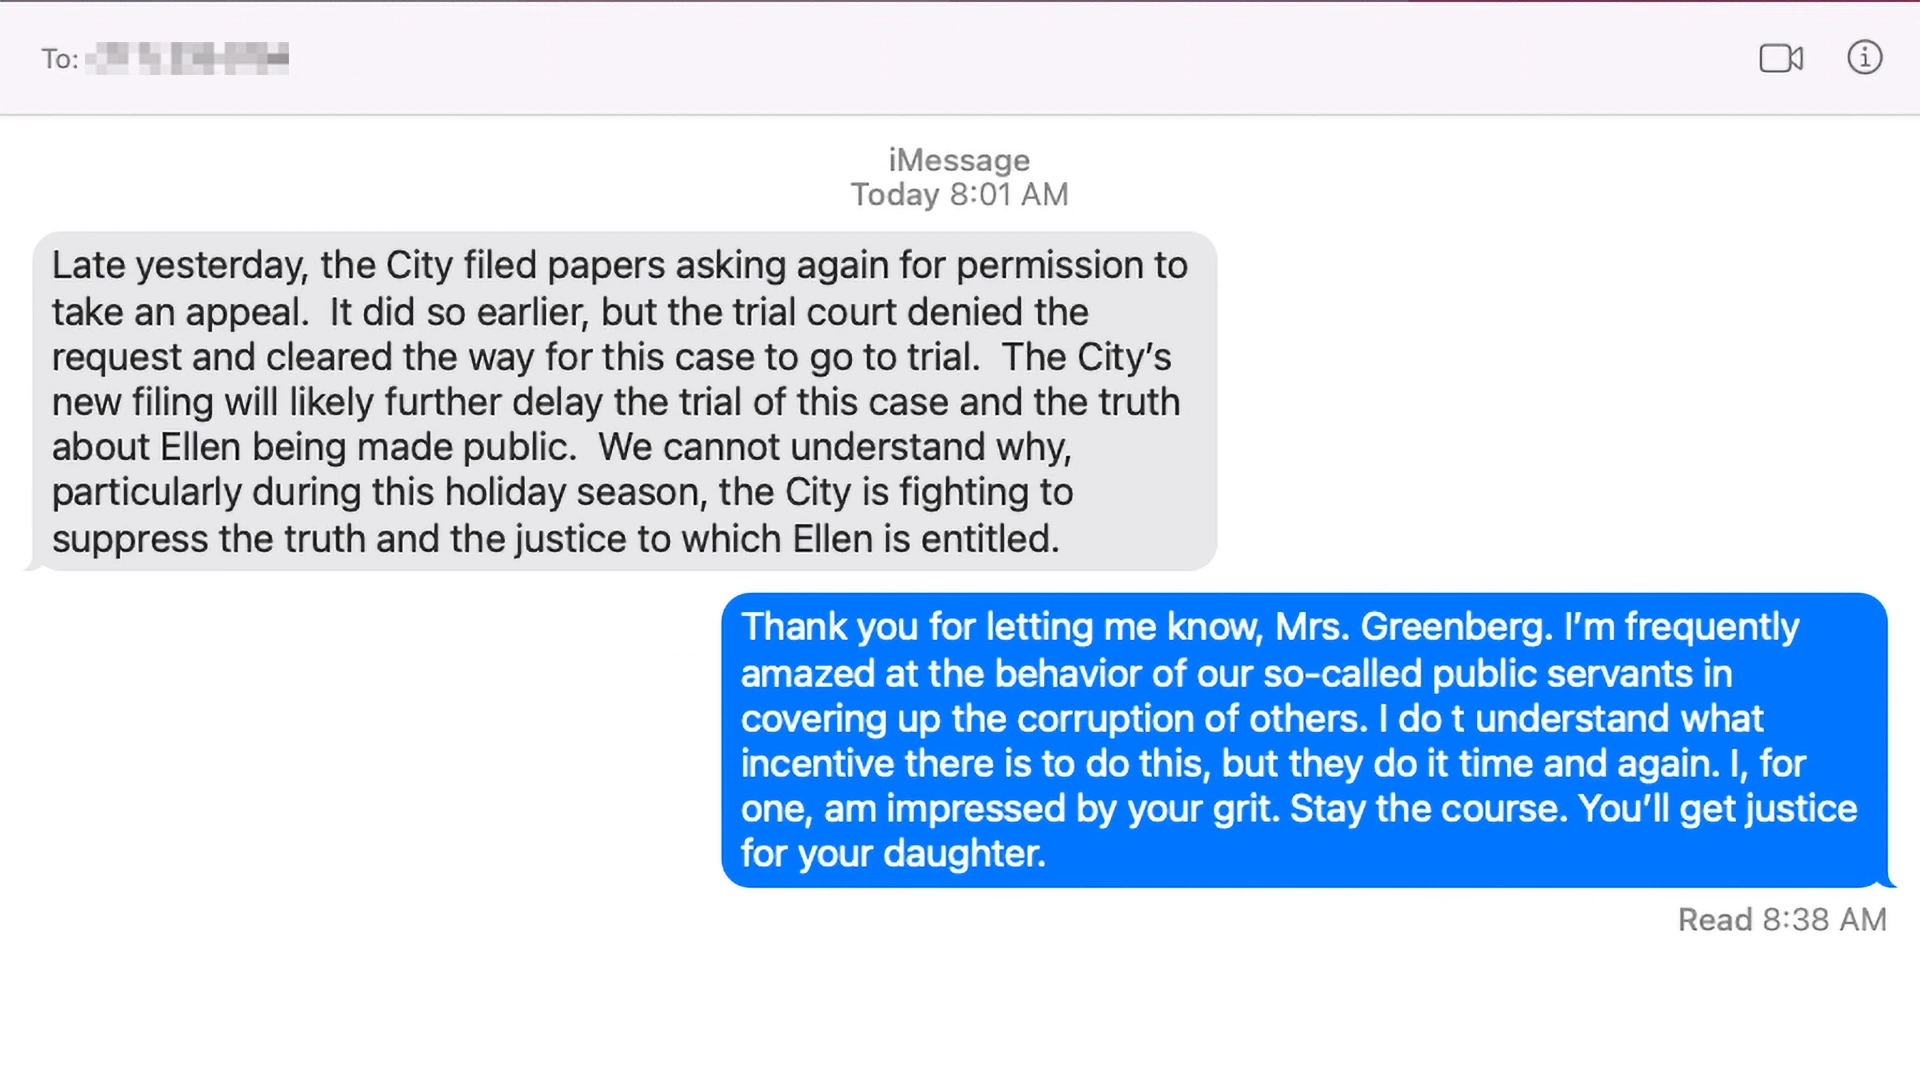 To:
iMessage
Today 8:01 AM
Late yesterday, the City filed papers asking again for permission to
take an appeal.  It did so earlier, but the trial court denied the
request and cleared the way for this case to go to trial.  The City’s
new filing will likely further delay the trial of this case and the truth
about Ellen being made public.  We cannot understand why,
particularly during this holiday season, the City is fighting to
suppress the truth and the justice to which Ellen is entitled.
Thank you for letting me know, Mrs. Greenberg. I’m frequently
amazed at the behavior of our so-called public servants in
covering up the corruption of others. I do t understand what
incentive there is to do this, but they do it time and again. I, for
one, am impressed by your grit. Stay the course. You’ll get justice
for your daughter.
Read 8:38 AM